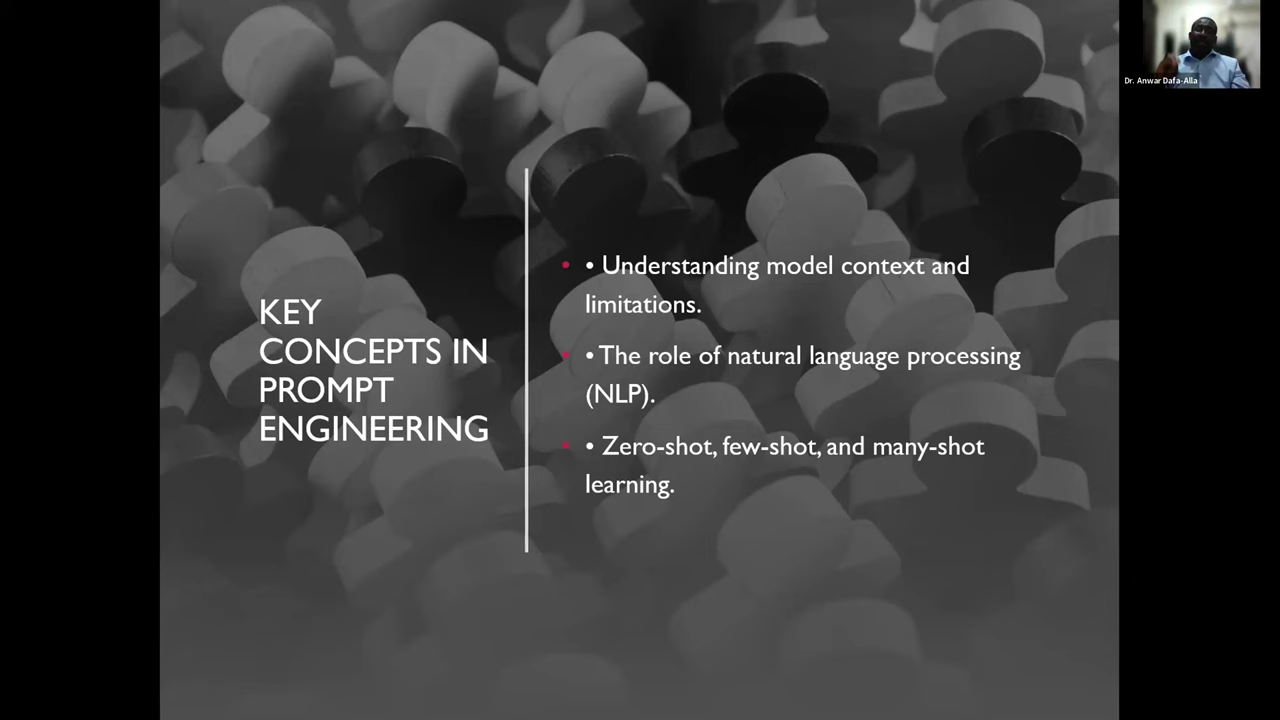 Dr. Anwar Dafa-Alla
KEY
CONCEPTS IN
PROMPT
ENGINEERING
• • Understanding model context and
limitations.
• • The role of natural language processing
(NLP).
• • Zero-shot, few-shot, and many-shot
learning.